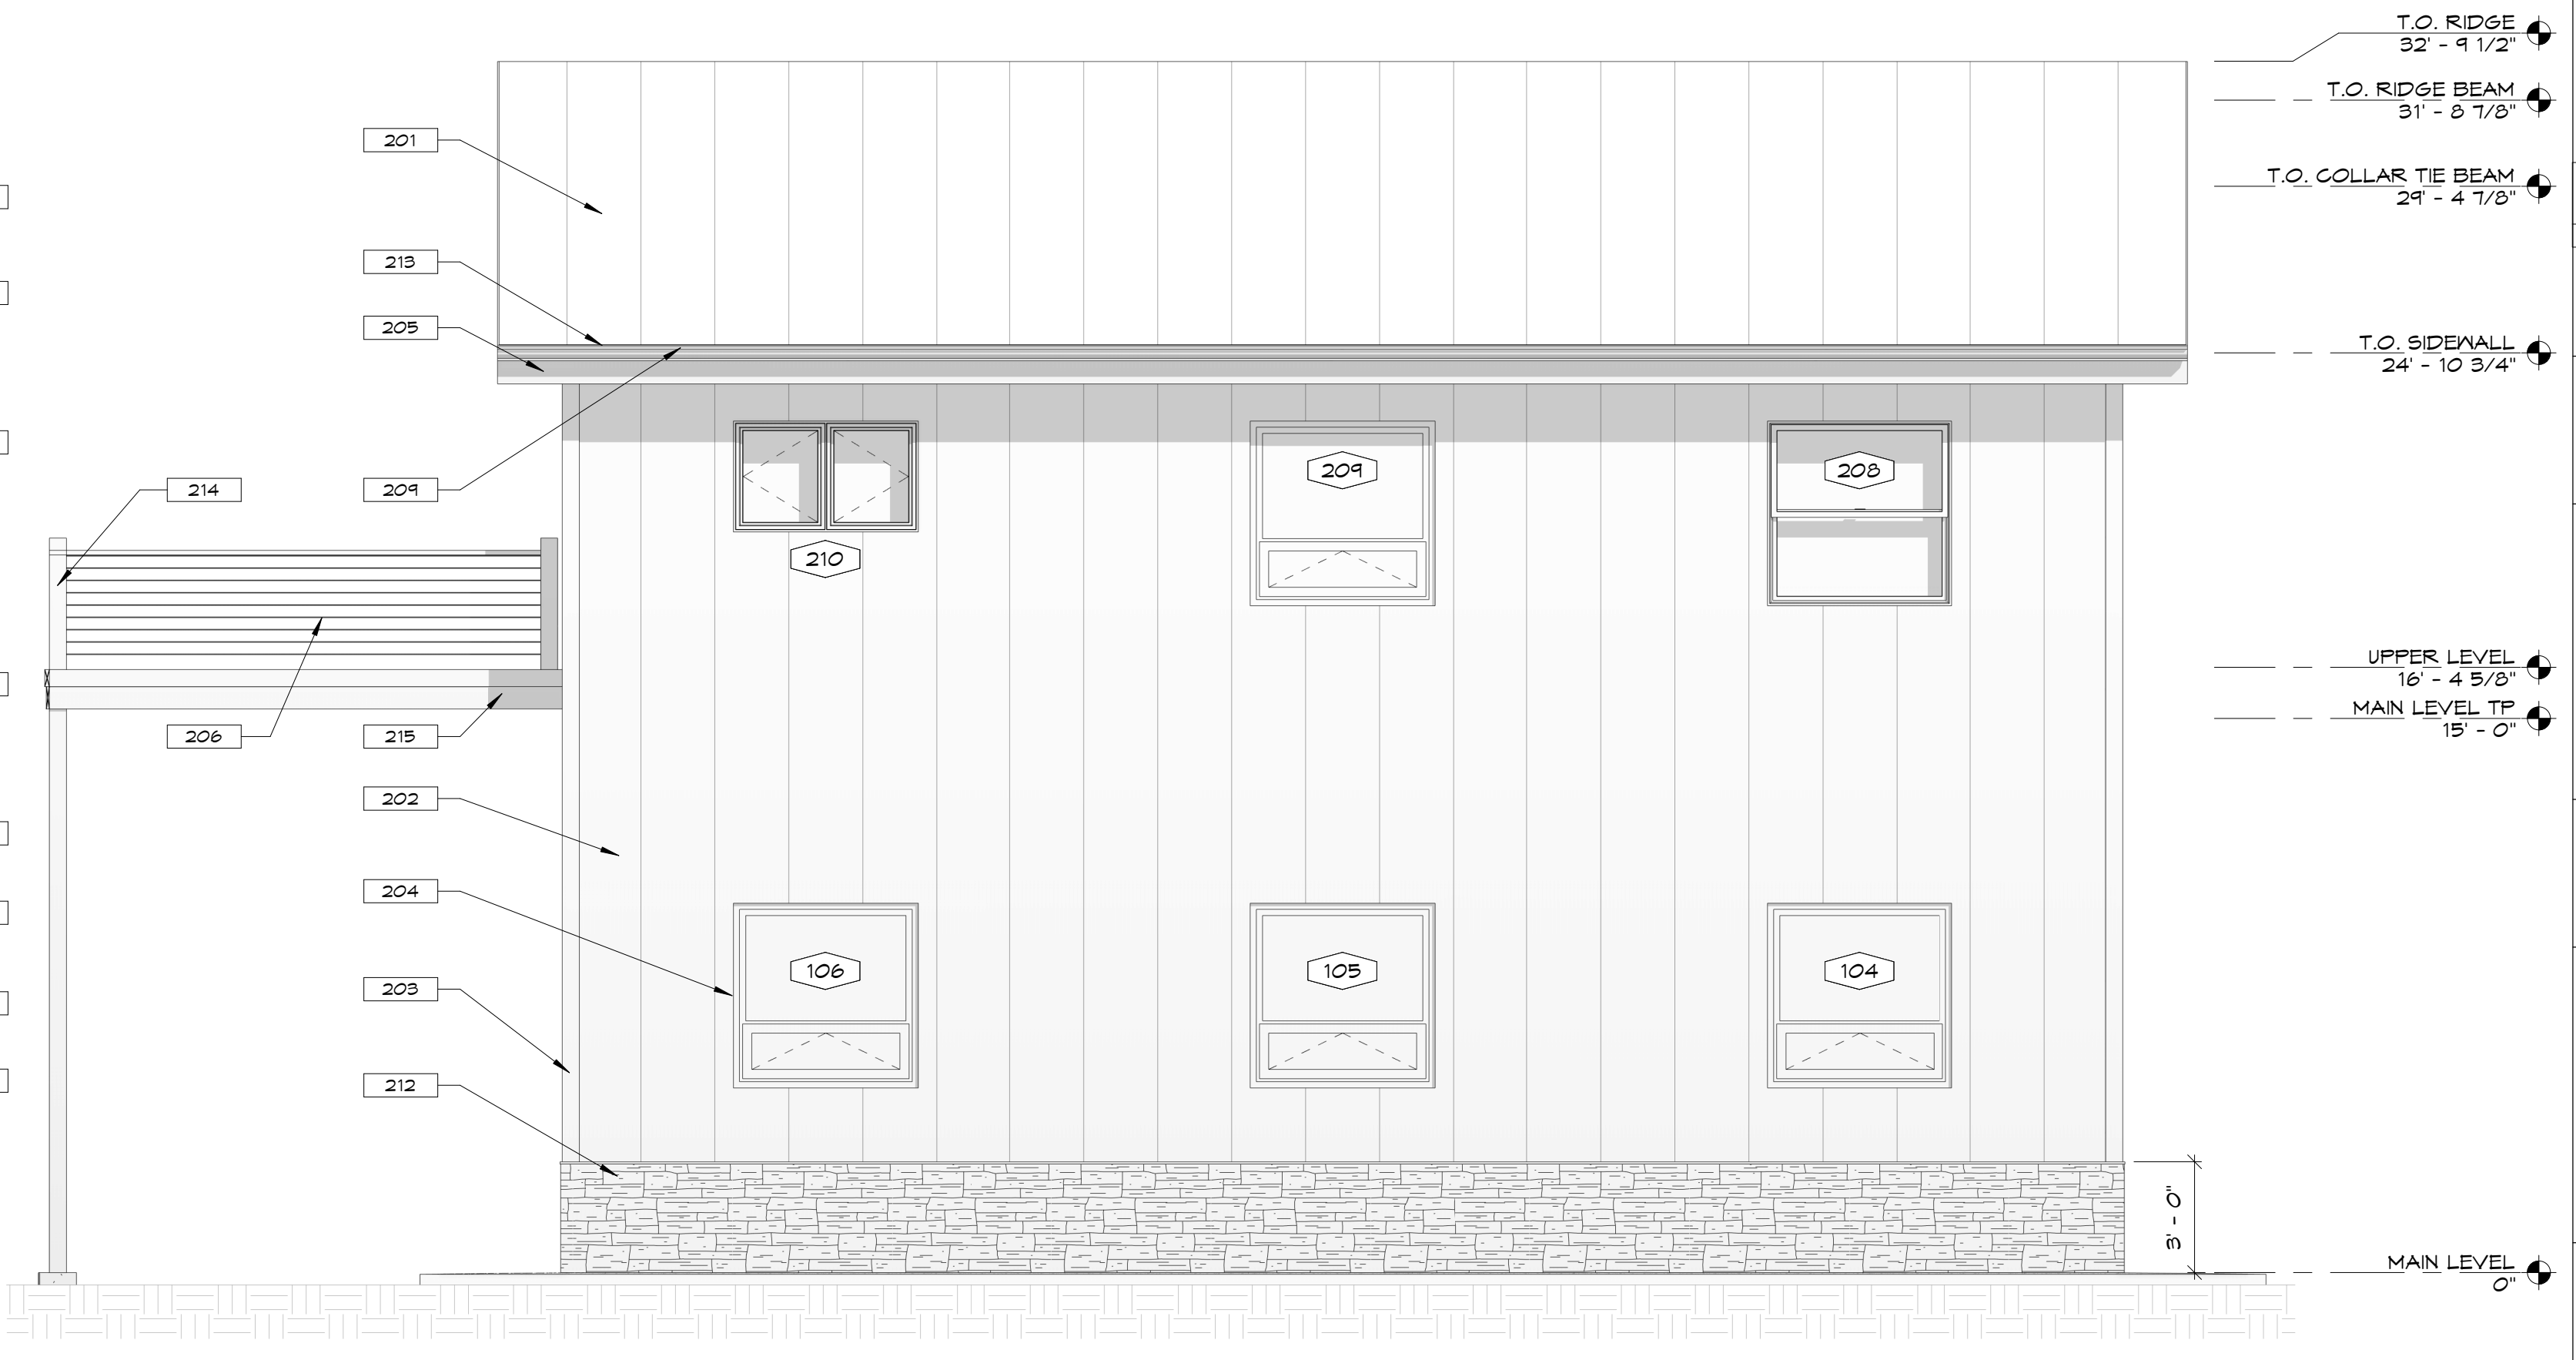 T.O. RIDGE
32' - 9 1/2"
T.O. RIDGE BEAM
31' - 8 7/8"
201
T.O. COLLAR TIE BEAM
29' - 4 7/8"
213
205
T.O. SIDEWALL
24' - 10 3/4"
209
208
214
209
210
UPPER LEVEL
16' - 4 5/8"
MAIN LEVEL TP
15' - 0"
206
215
202
204
106
105
104
203
212
3' - 0"
MAIN LEVEL
0"